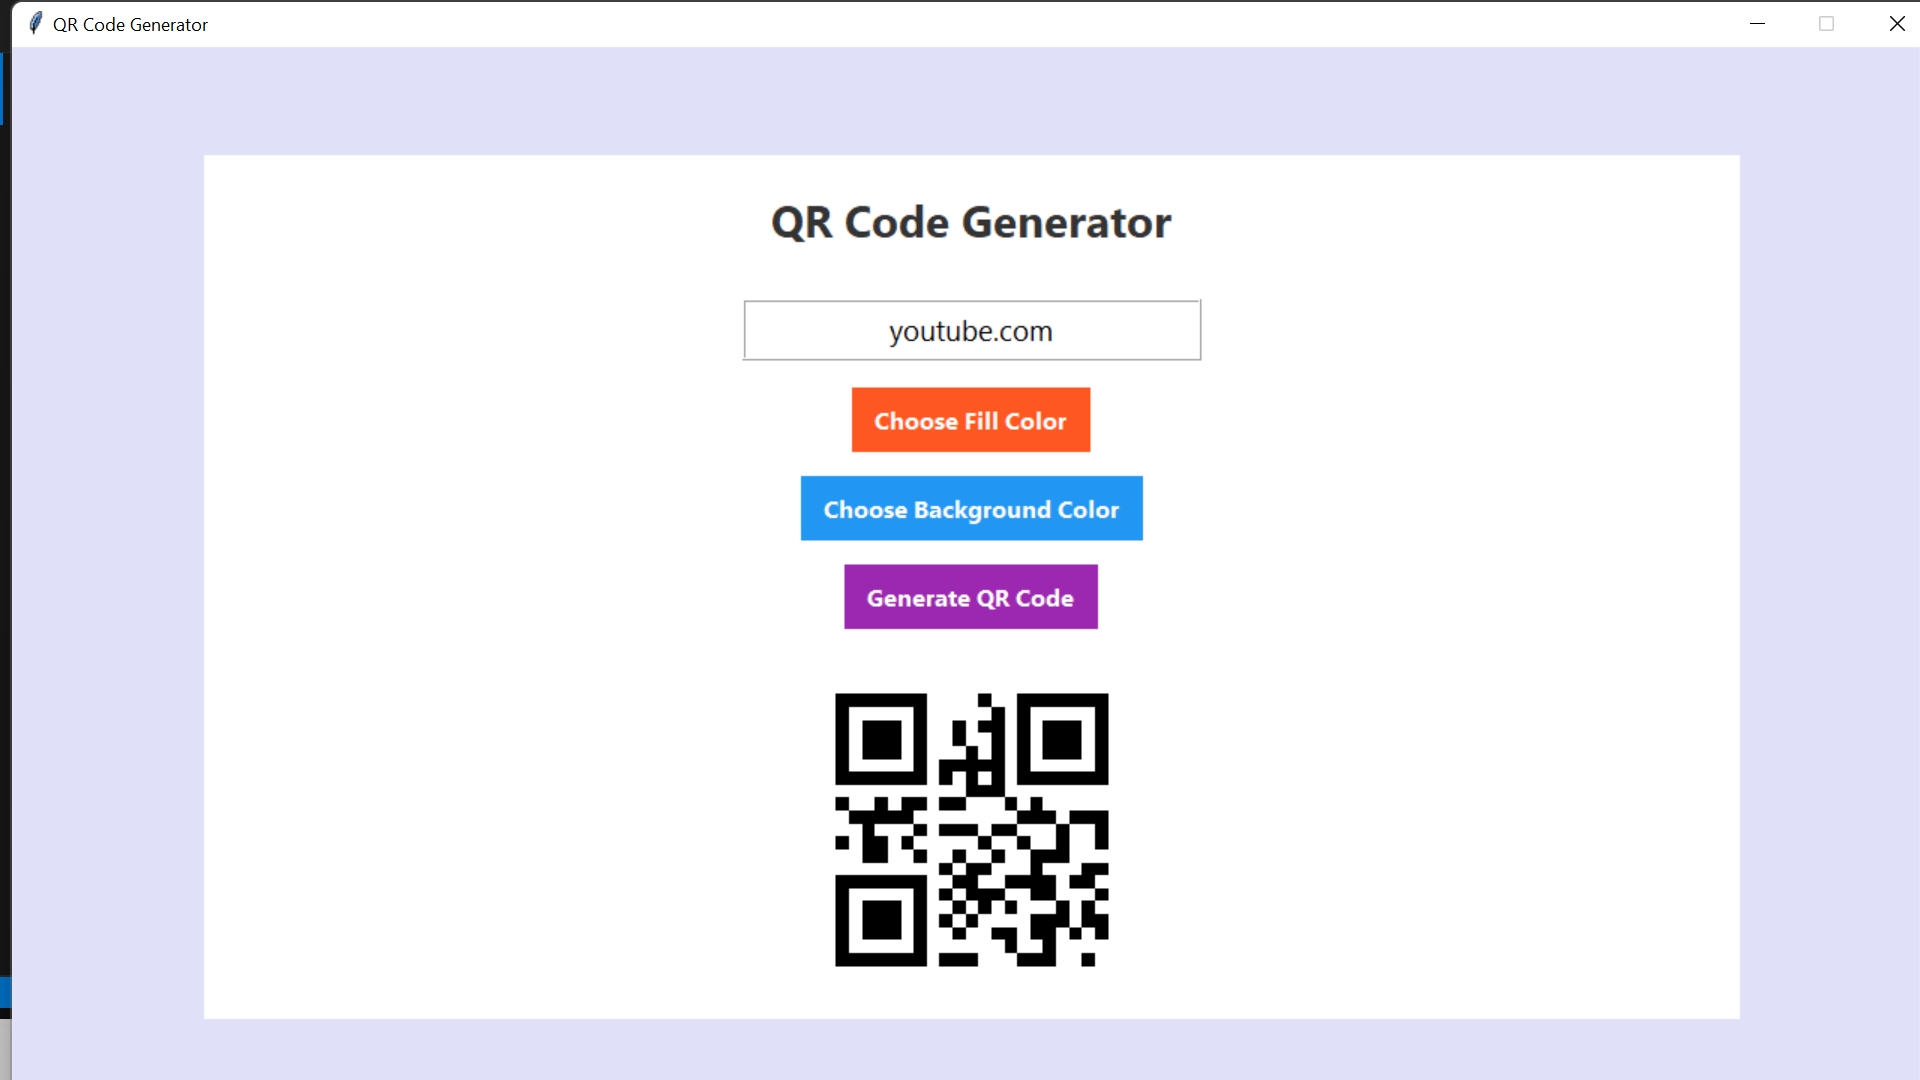 QR Code Generator
QR Code Generator
youtube.com
Choose Fill Color
Choose Background Color
Generate QR Code